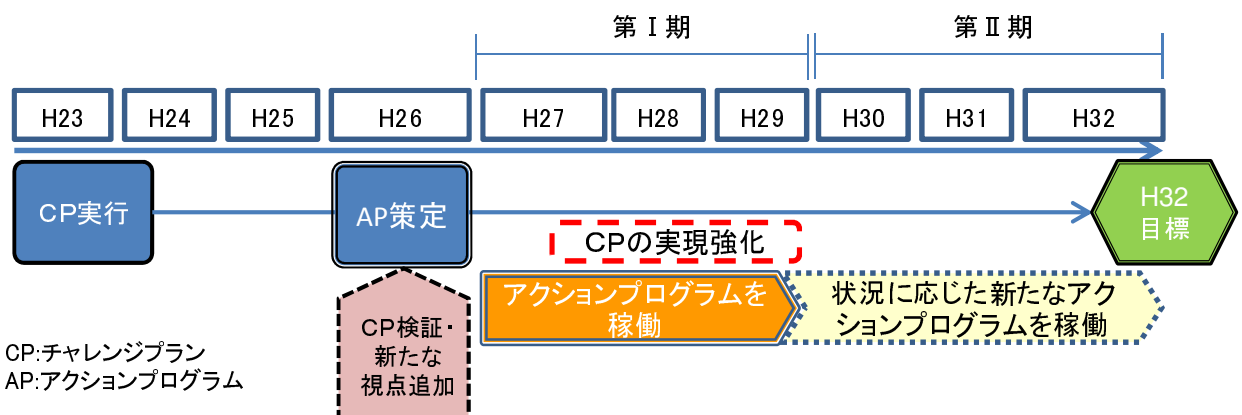 第Ⅰ期
第Ⅱ期
H23
H24
H25
H26
H27
H28
H29
H30
H31
H32
CP実行
AP策定
H32
目標
CPの実現強化
アクションプログラムを
稼働
状況に応じた新たなアク
ションプログラムを稼働
CP検証・
新たな
視点追加
CP:チャレンジプラン
AP:アクションプログラム